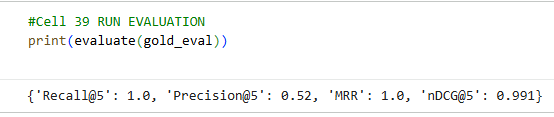 #Cell 39 RUN EVALUATION
print(evaluate(gold_eval))
{'Recall@5': 1.0, 'Precision@5': 0.52, 'MRR': 1.0, 'nDCG@5': 0.991}